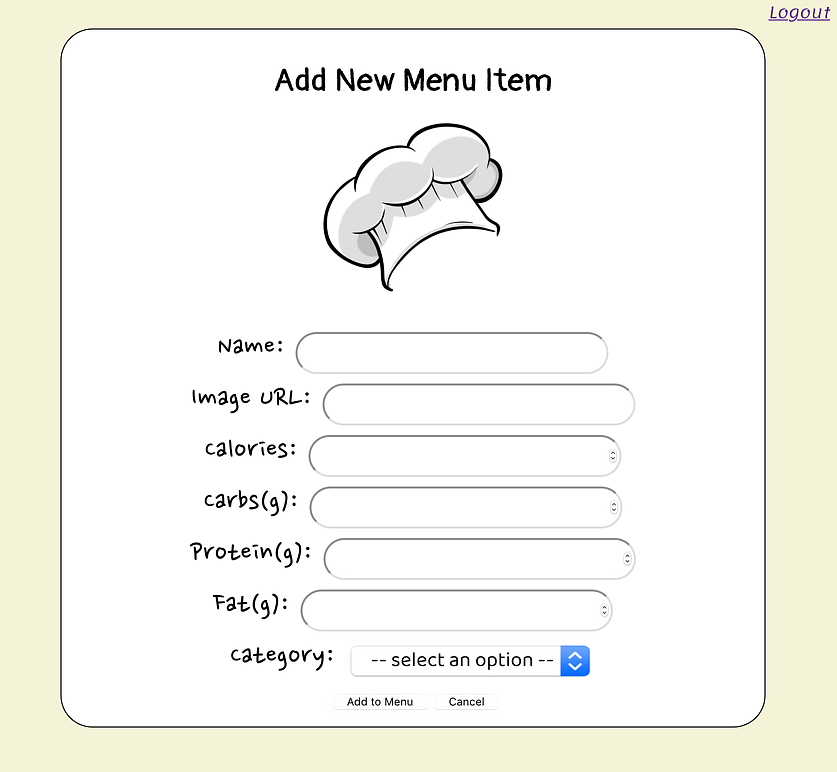 Logout
Add New Menu Item
Name:
Image URL:
Calories:
Carbs(g):
Protein(g):
Fat(g):
Category: -- select an option --
Add to Menu Cancel